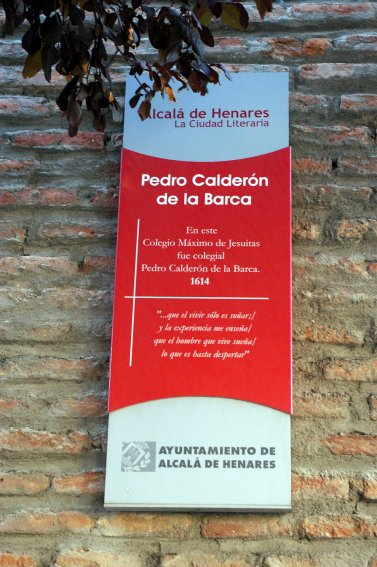 Alcalá de Henares
La Ciudad Literaria
Pedro Calderón
de la Barca
En este
Colegio Máximo de Jesuitas
fue colegial
Pedro Calderón de la Barca.
1614
"...que el vivir sólo es soñar;/
y la experiencia me enseña/
que el hombre que vive sueña/
lo que es hasta despertar"
AYUNTAMIENTO DE
ALCALÁ DE HENARES